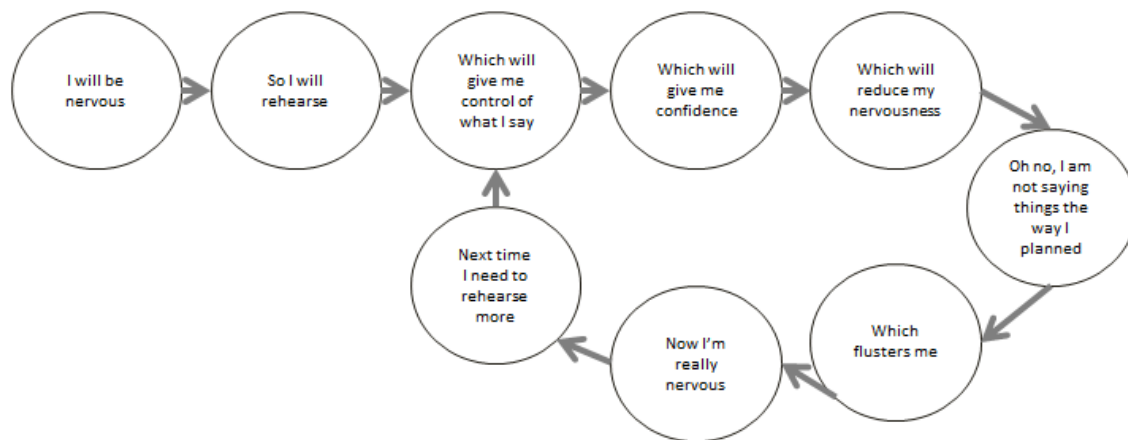 I will be
nervous
So I will
rehearse
Which will
give me
control of
what I say
Which will
give me
confidence
Which will
reduce my
nervousness
Oh no, I am
not saying
things the
way I
planned
Which
flusters me
Now I’m
really
nervous
Next time
I need to
rehearse
more